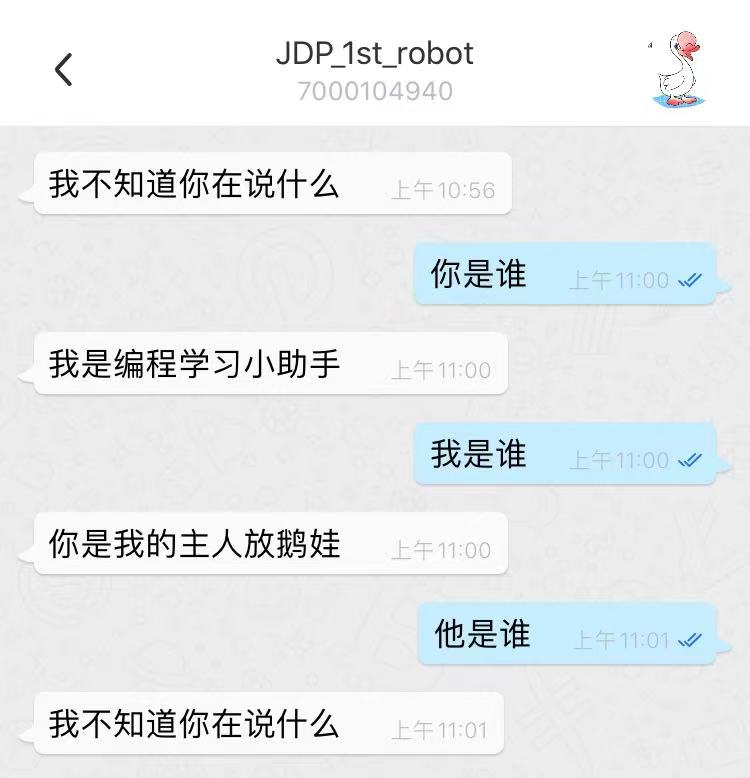 JDP_1st_robot
7000104940
我不知道你在说什么 上午10:56
你是谁 上午11:00
我是编程学习小助手 上午11:00
我是谁 上午11:00
你是我的主人放鹅娃 上午11:00
他是谁 上午11:01
我不知道你在说什么 上午11:01